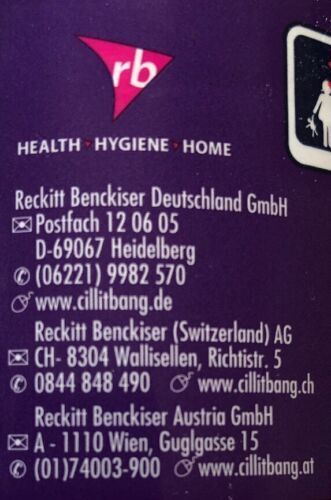 rb
HEALTH • HYGIENE • HOME
Reckitt Benckiser Deutschland GmbH
Postfach 12 06 05
D-69067 Heidelberg
(06221) 9982 570
www.cillitbang.de
Reckitt Benckiser (Switzerland) AG
CH- 8304 Wallisellen, Richtistr. 5
0844 848 490 www.cillitbang.ch
Reckitt Benckiser Austria GmbH
A - 1110 Wien, Guglgasse 15
(01)74003-900 www.cillitbang.at